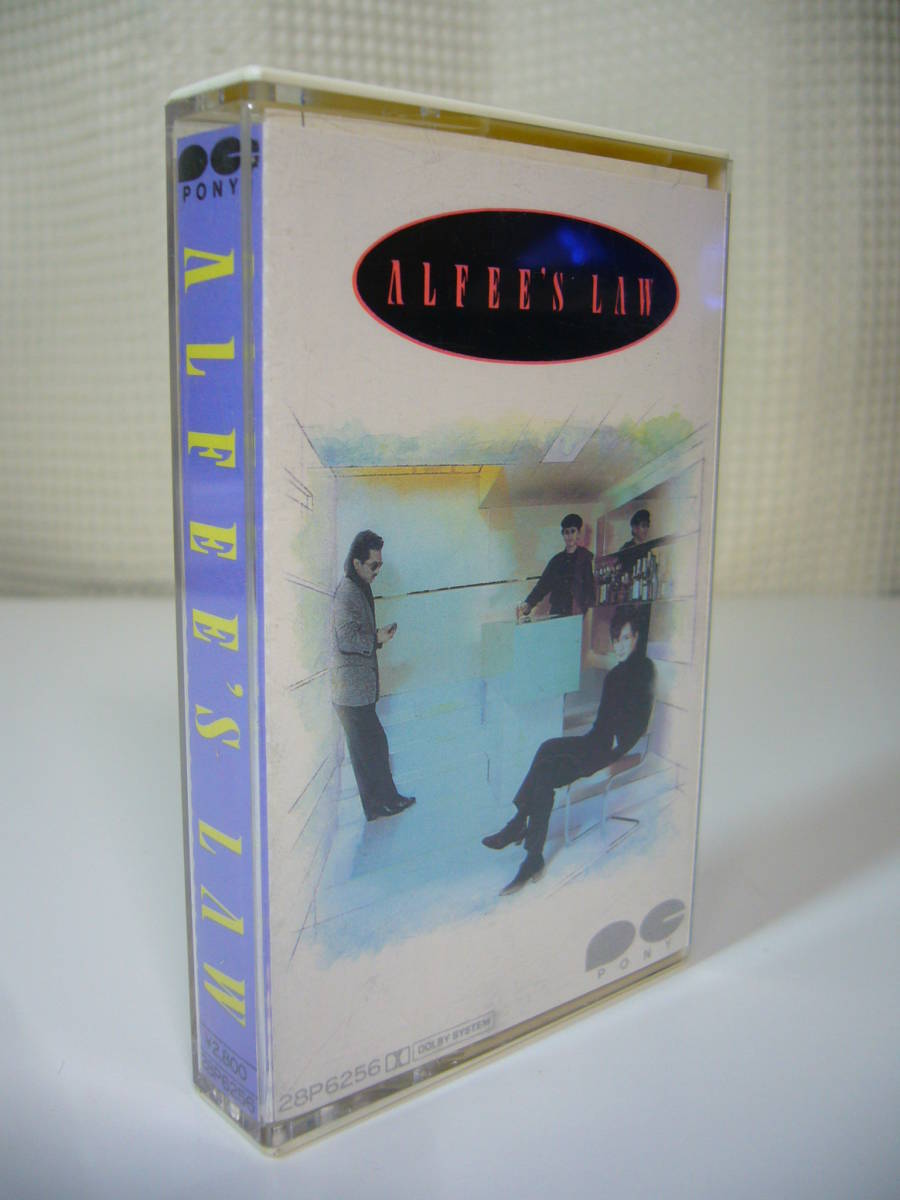 PONY
ALFEE'S LAW
¥2,800
28P6256
ALFEE'S LAW
PONY
28P6256 DOLBY SYSTEM